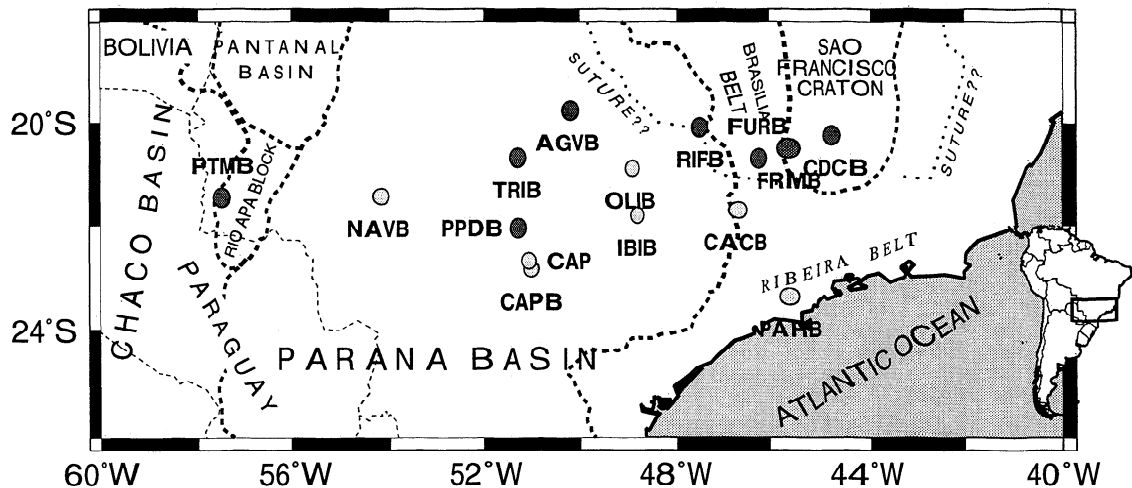 BOLIVIA
PANTANAL
BASIN
SUTURE??
BRASILIA
BELT
SAO
FRANCISCO
CRATON
SUTURE??
20°S
AGVB
FURB
RIFB
CDCB
PTMB
TRIB
FRMB
RIO APA BLOCK
OLIB
NAVB
PPDB
IBIB
CACB
CHACO BASIN
CAP
CAPB
RIBEIRA BELT
PARAGUAY
24°S
PARB
PARANA BASIN
ATLANTIC OCEAN
60°W
56°W
52°W
48°W
44°W
40°W